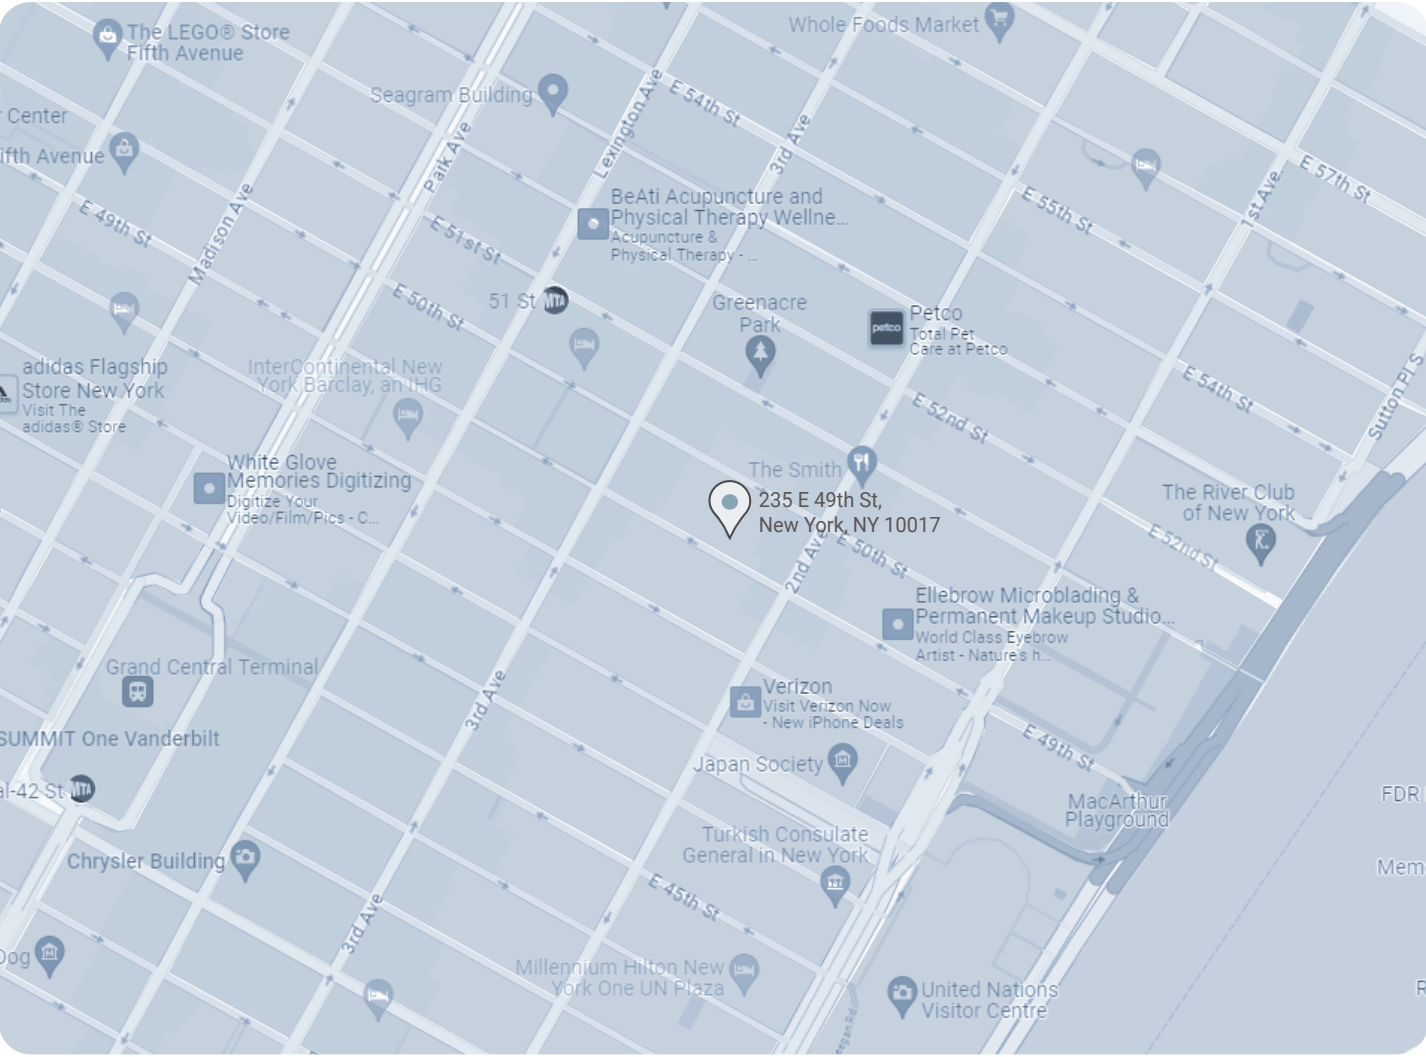 The LEGO® Store
Fifth Avenue
Whole Foods Market
Seagram Building
E 54th St
Lexington Ave
3rd Ave
Park Ave
Center
Avenue
E 57th St
1st Ave
E 55th St
BeAti Acupuncture and
Physical Therapy Wellne...
Acupuncture &
Physical Therapy - ...
E 49th St
Madison Ave
E 51st St
E 50th St
51 St
MTA
Greenacre
Park
petco
Petco
Total Pet
Care at Petco
adidas Flagship
Store New York
Visit The
adidas® Store
InterContinental New
York Barclay, an IHG
E 54th St
Sutton Pl S
E 52nd St
White Glove
Memories Digitizing
Digitize Your
Video/Film/Pics - C...
The Smith
235 E 49th St,
New York, NY 10017
The River Club
of New York
K.
E 52nd St
E 50th St
2nd Ave
Ellebrow Microblading &
Permanent Makeup Studio...
World Class Eyebrow
Artist - Nature's h...
Grand Central Terminal
3rd Ave
Verizon
Visit Verizon Now
- New iPhone Deals
SUMMIT One Vanderbilt
E 49th St
Japan Society
-42 St
MTA
MacArthur
Playground
FDR
Turkish Consulate
General in New York
Chrysler Building
E 45th St
3rd Ave
Millennium Hilton New
York One UN Plaza
United Nations
Visitor Centre